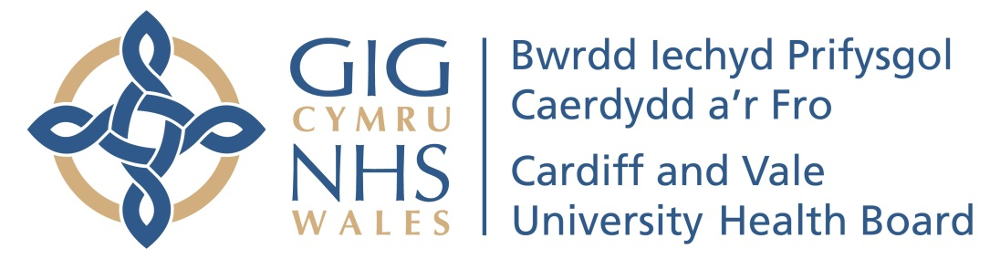 GIG
CYMRU
NHS
WALES
Bwrdd Iechyd Prifysgol
Caerdydd a'r Fro
Cardiff and Vale
University Health Board